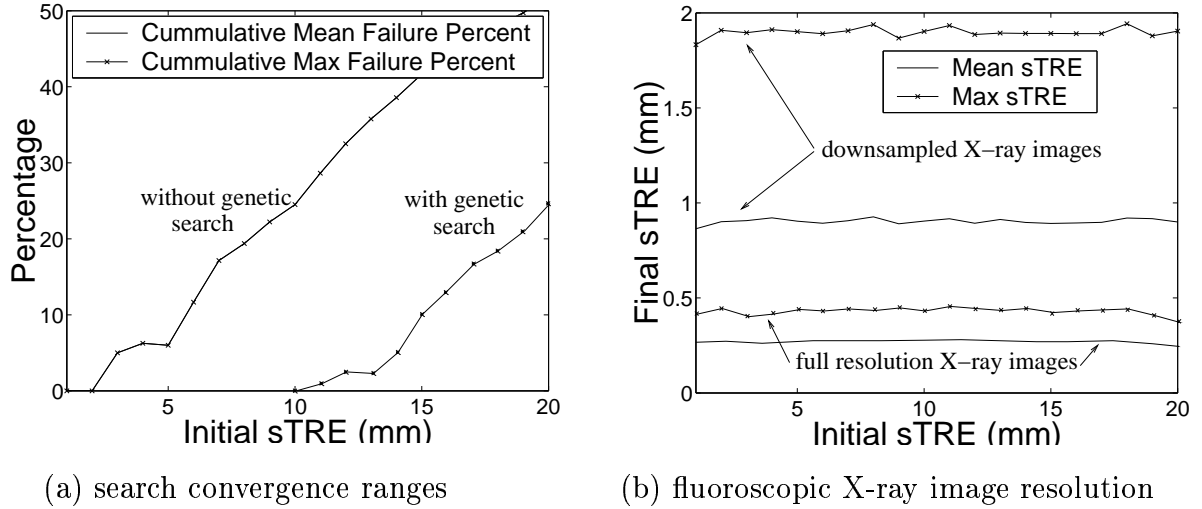 50
40
30
20
10
0
Percentage
Cummulative Mean Failure Percent
Cummulative Max Failure Percent
without genetic
search
with genetic
search
5
10
15
20
Initial sTRE (mm)
(a) search convergence ranges
2
1.5
1
0.5
0
Final sTRE (mm)
Mean sTRE
Max sTRE
downsampled X−ray images
full resolution X−ray images
5
10
15
20
Initial sTRE (mm)
(b) fluoroscopic X-ray image resolution